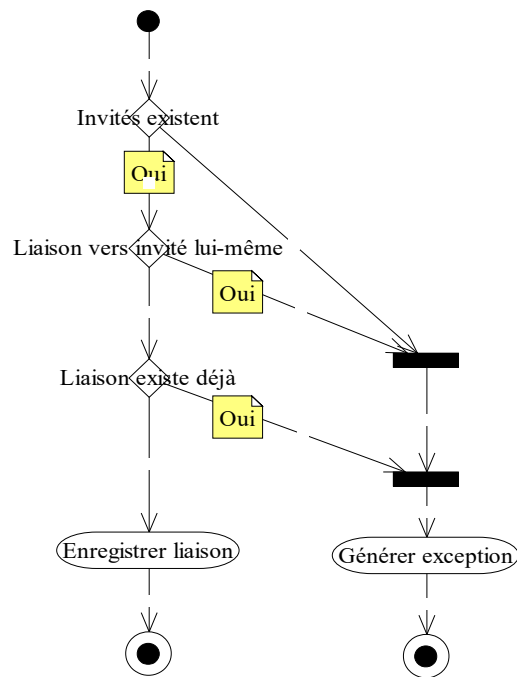 Invités existent
Oui
Liaison vers invité lui-même
Oui
Liaison existe déjà
Oui
Enregistrer liaison
Générer exception